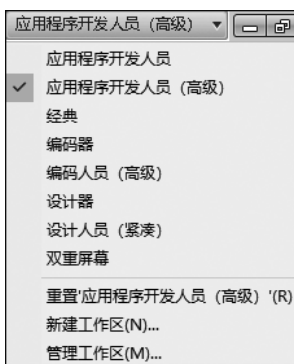 应用程序开发人员（高级）
应用程序开发人员
应用程序开发人员（高级）
经典
编码器
编码人员（高级）
设计器
设计人员（紧凑）
双重屏幕
重置'应用程序开发人员（高级）'(R)
新建工作区(N)...
管理工作区(M)...